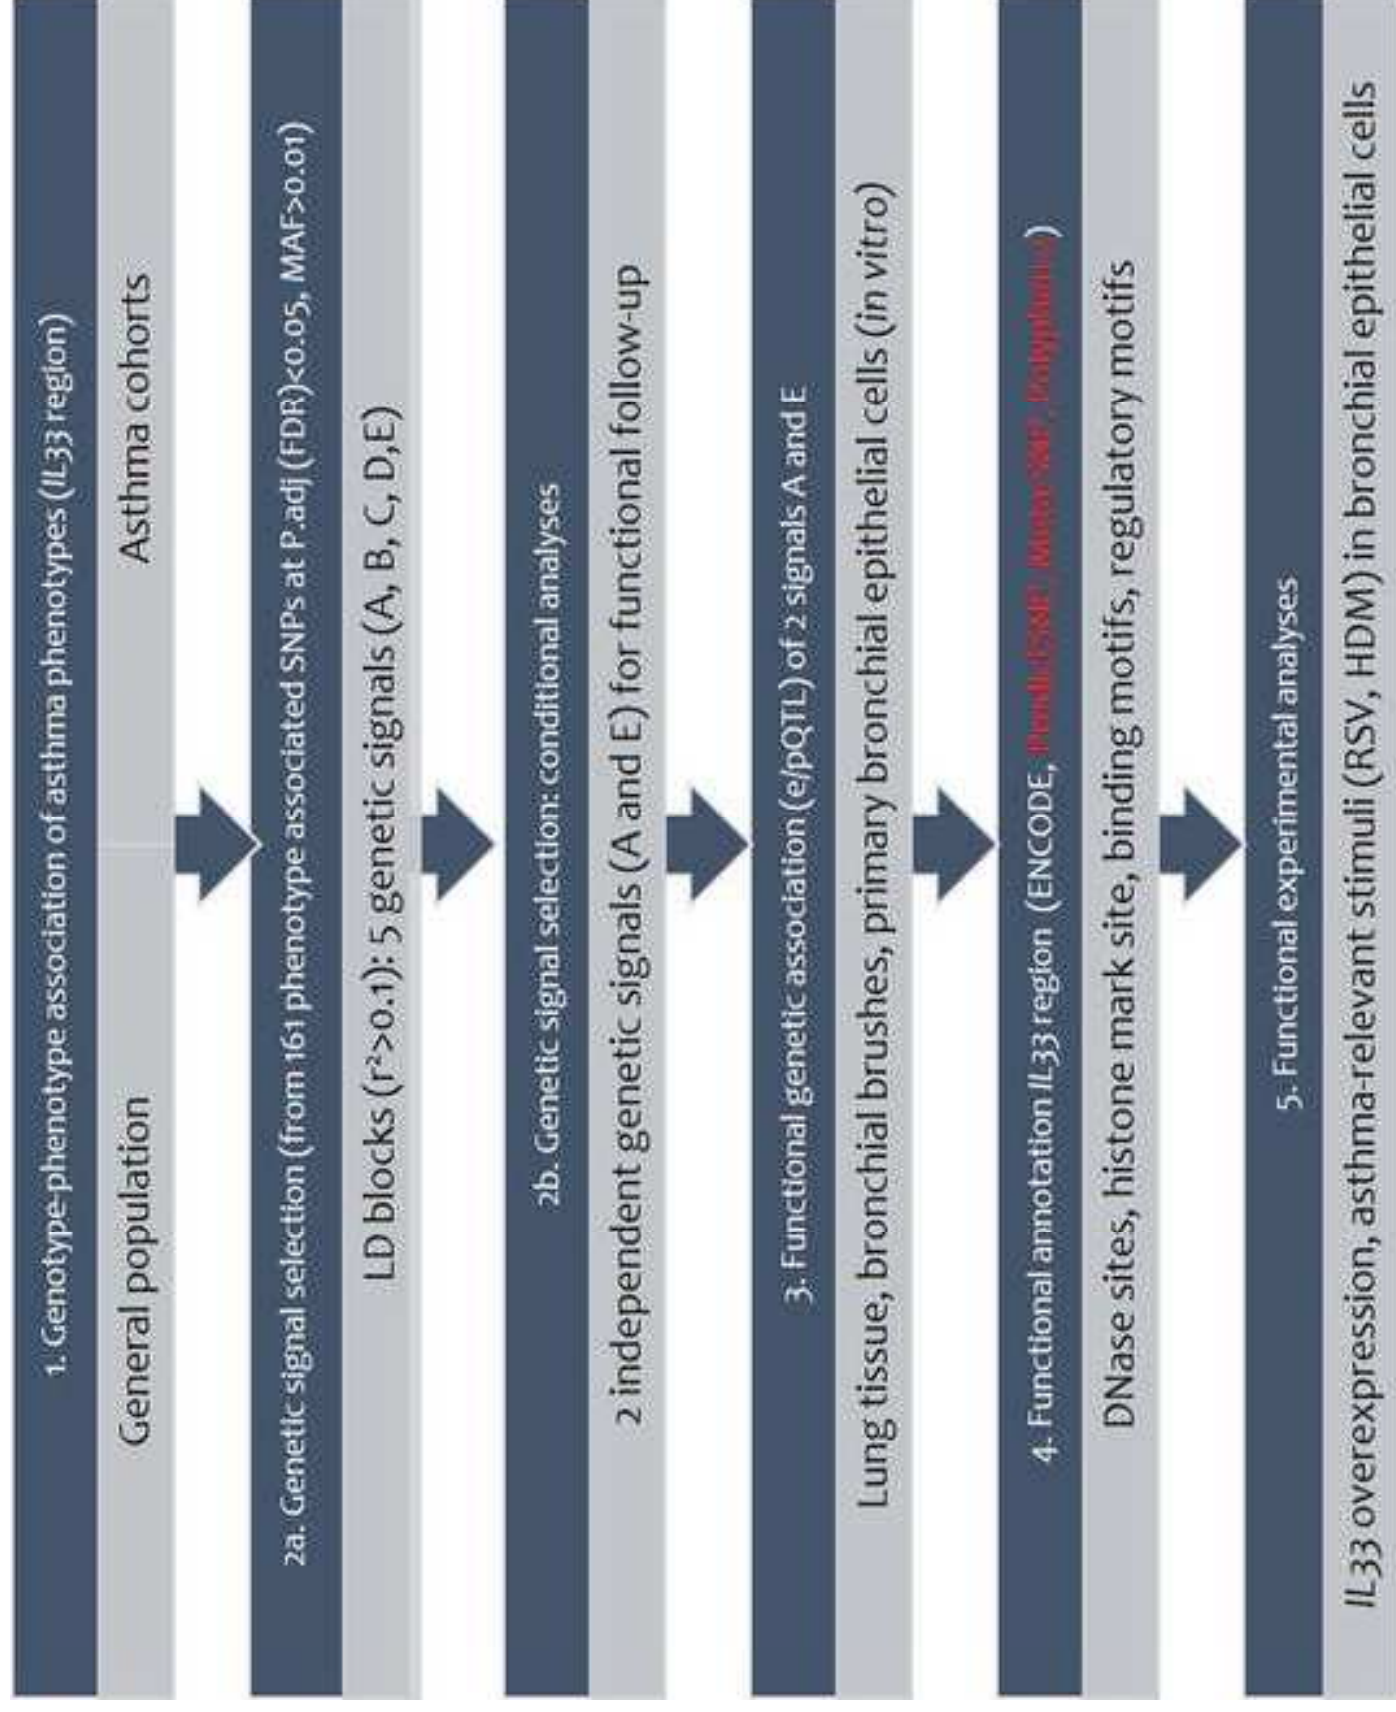 1. Genotype-phenotype association of asthma phenotypes (IL33 region)
General population Asthma cohorts
2a. Genetic signal selection (from 161 phenotype associated SNPs at P.adj (FDR)<0.05, MAF>0.01)
LD blocks (r²>0.1): 5 genetic signals (A, B, C, D,E)
2b. Genetic signal selection: conditional analyses
2 independent genetic signals (A and E) for functional follow-up
3. Functional genetic association (e/pQTL) of 2 signals A and E
Lung tissue, bronchial brushes, primary bronchial epithelial cells (in vitro)
4. Functional annotation IL33 region (ENCODE, )
DNase sites, histone mark site, binding motifs, regulatory motifs
5. Functional experimental analyses
IL33 overexpression, asthma-relevant stimuli (RSV, HDM) in bronchial epithelial cells